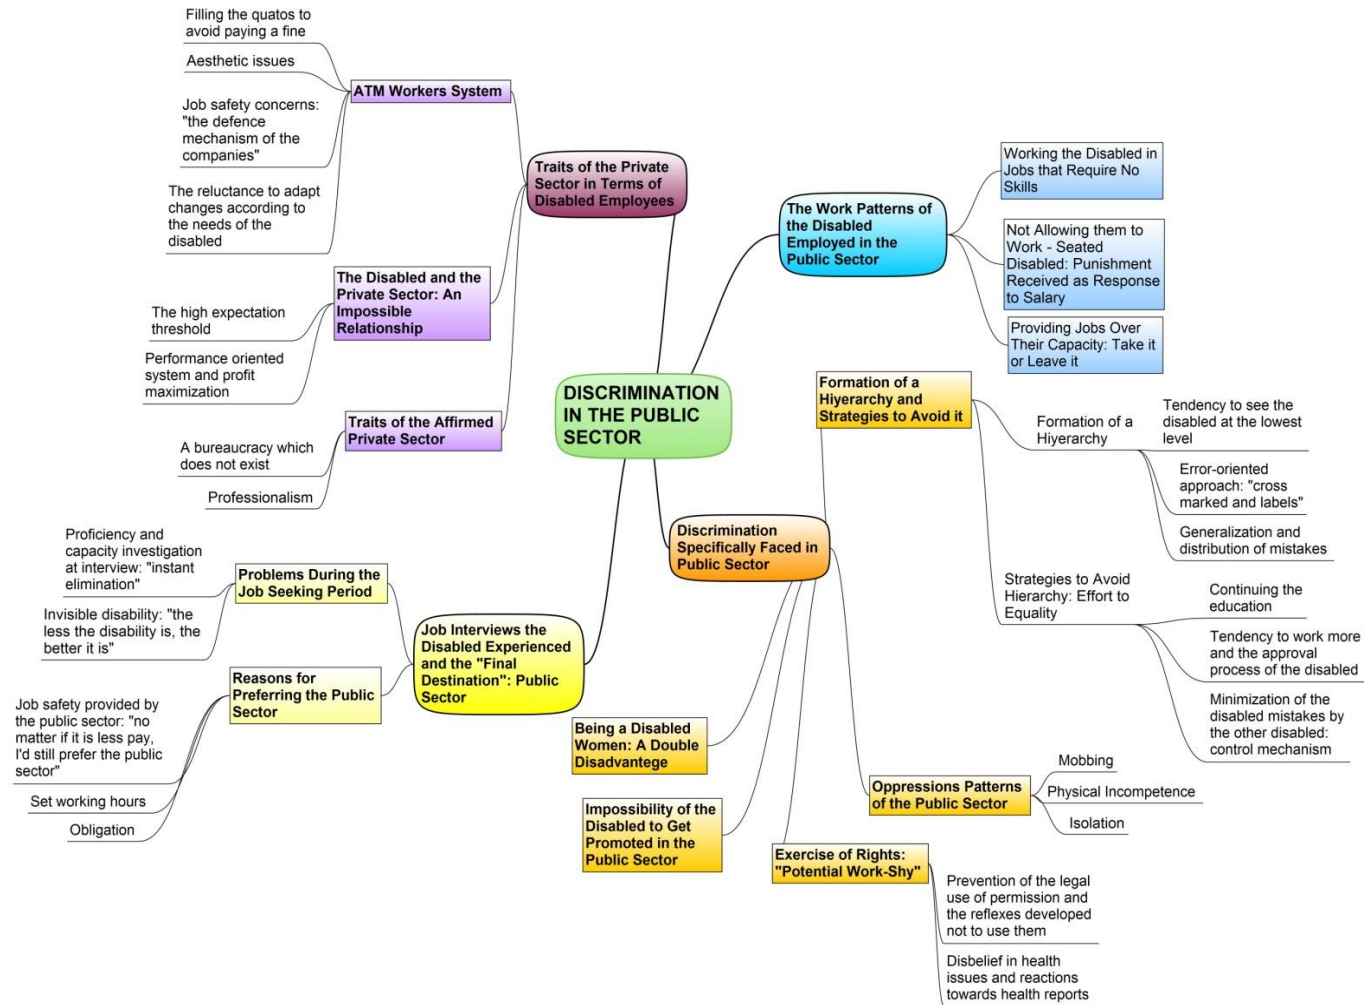 Filling the quatos to
avoid paying a fine
Aesthetic issues
Job safety concerns:
"the defence
mechanism of the
companies"
The reluctance to adapt
changes according to
the needs of the
disabled
ATM Workers System
The Disabled and the
Private Sector: An
Impossible
Relationship
The high expectation
threshold
Performance oriented
system and profit
maximization
Traits of the Affirmed
Private Sector
A bureaucracy which
does not exist
Professionalism
Traits of the Private
Sector in Terms of
Disabled Employees
The Work Patterns of
the Disabled
Employed in the
Public Sector
Working the Disabled in
Jobs that Require No
Skills
Not Allowing them to
Work - Seated
Disabled: Punishment
Received as Response
to Salary
Providing Jobs Over
Their Capacity: Take it
or Leave it
DISCRIMINATION
IN THE PUBLIC
SECTOR
Formation of a
Hiyerarchy and
Strategies to Avoid it
Formation of a
Hiyerarchy
Tendency to see the
disabled at the lowest
level
Error-oriented
approach: "cross
marked and labels"
Generalization and
distribution of mistakes
Strategies to Avoid
Hierarchy: Effort to
Equality
Continuing the
education
Tendency to work more
and the approval
process of the disabled
Minimization of the
disabled mistakes by
the other disabled:
control mechanism
Discrimination
Specifically Faced in
Public Sector
Proficiency and
capacity investigation
at interview: "instant
elimination"
Invisible disability: "the
less the disability is, the
better it is"
Problems During the
Job Seeking Period
Job Interviews the
Disabled Experienced
and the "Final
Destination": Public
Sector
Reasons for
Preferring the Public
Sector
Job safety provided by
the public sector: "no
matter if it is less pay,
I'd still prefer the public
sector"
Set working hours
Obligation
Being a Disabled
Women: A Double
Disadvantege
Impossibility of the
Disabled to Get
Promoted in the
Public Sector
Oppressions Patterns
of the Public Sector
Mobbing
Physical Incompetence
Isolation
Exercise of Rights:
"Potential Work-Shy"
Prevention of the legal
use of permission and
the reflexes developed
not to use them
Disbelief in health
issues and reactions
towards health reports